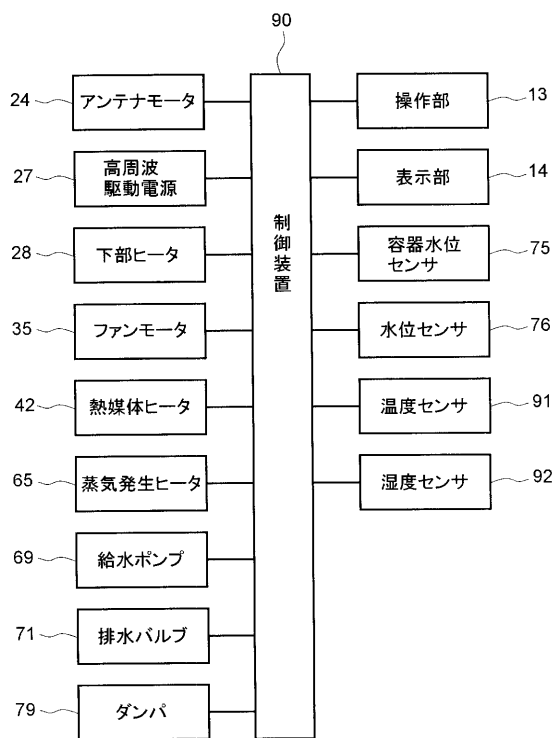 90
24
アンテナモータ
27
高周波
駆動電源
28
下部ヒータ
35
ファンモータ
42
熱媒体ヒータ
65
蒸気発生ヒータ
69
給水ポンプ
71
排水バルブ
79
ダンパ
制御装置
操作部
13
表示部
14
容器水位
センサ
75
水位センサ
76
温度センサ
91
湿度センサ
92